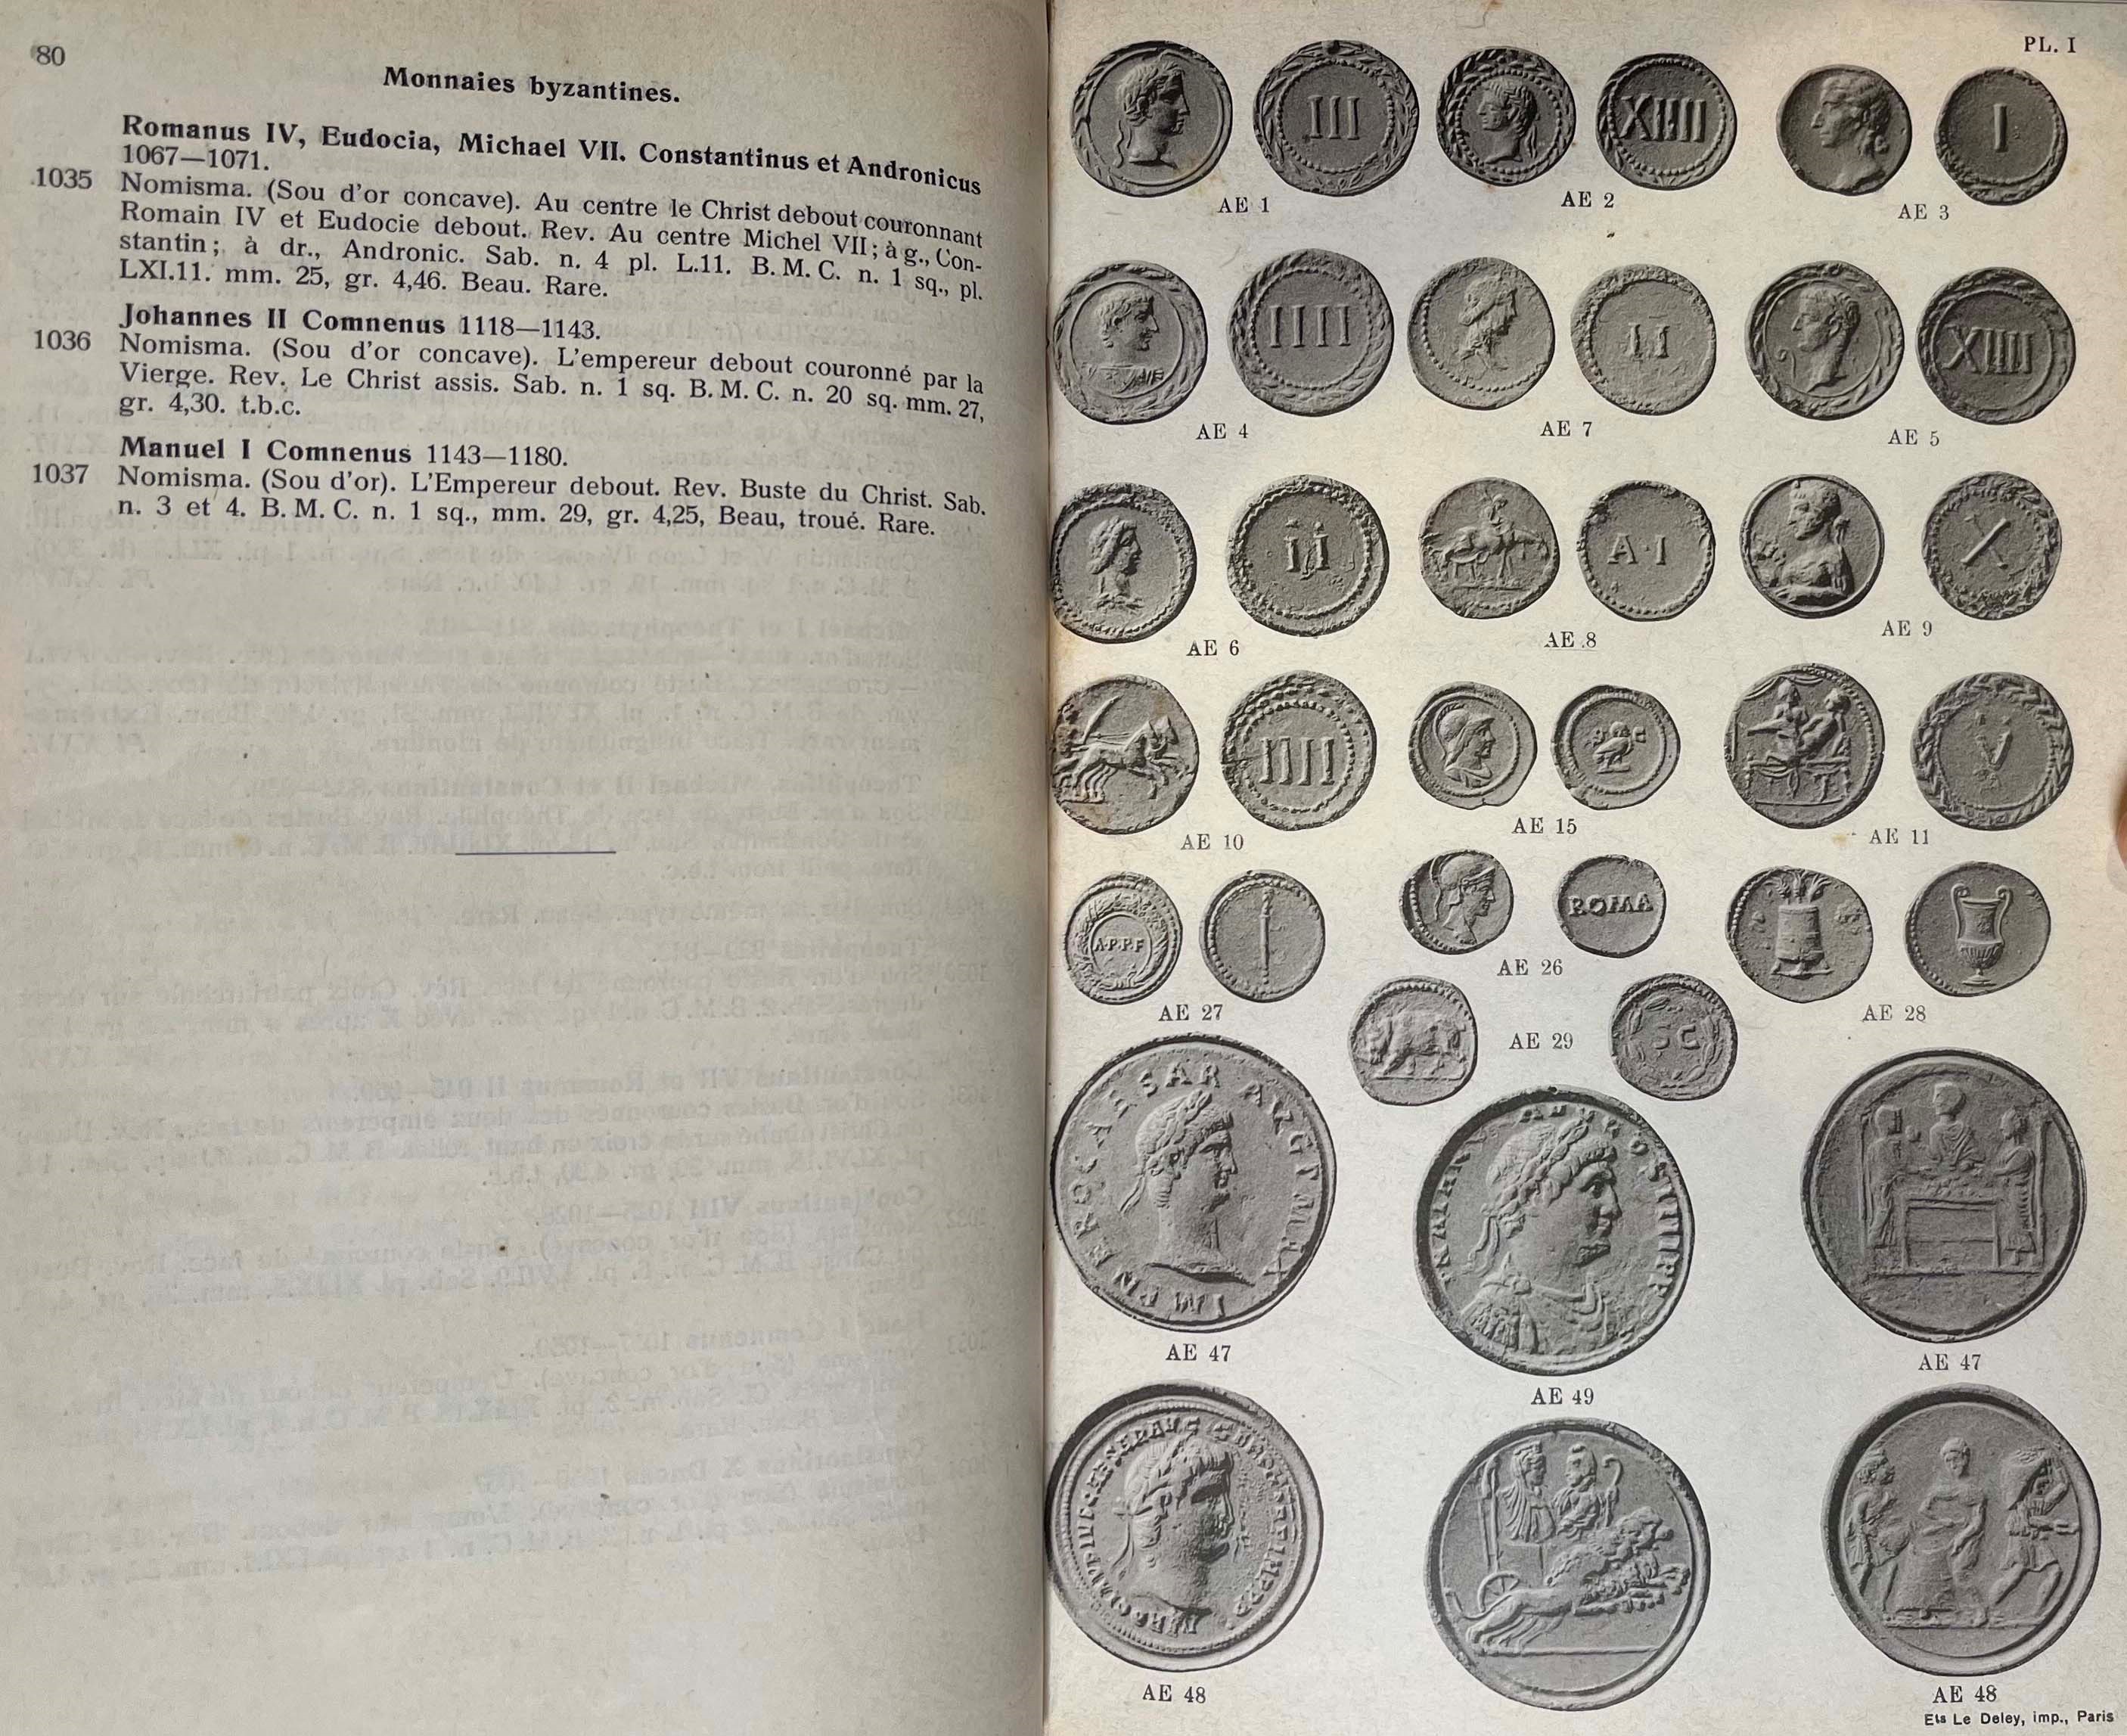 80
Monnaies byzantines.
Romanus IV, Eudocia, Michael VII. Constantinus et Andronicus
1067—1071.
1035 Nomisma. (Sou d'or concave). Au centre le Christ debout couronnant
Romain IV et Eudocie debout. Rev. Au centre Michel VII; à g., Con-
stantin; à dr., Andronic. Sab. n. 4 pl. L.11. B.M.C. n. 1 sq., pl.
LXI.11. mm. 25, gr. 4,46. Beau. Rare.
Johannes II Comnenus 1118—1143.
1036 Nomisma. (Sou d'or concave). L'empereur debout couronné par la
Vierge. Rev. Le Christ assis. Sab. n. 1 sq. B.M.C. n. 20 sq. mm. 27,
gr. 4,30. t.b.c.
Manuel I Comnenus 1143—1180.
1037 Nomisma. (Sou d'or). L'Empereur debout. Rev. Buste du Christ. Sab.
n. 3 et 4. B.M.C. n. 1 sq., mm. 29, gr. 4,25, Beau, troué. Rare.
PL. I
III
XIIII
I
AE 1
AE 2
AE 3
IIII
II
XIIII
AE 4
AE 7
AE 5
II
A·I
X
AE 6
AE 8
AE 9
IIII
V
AE 10
AE 15
AE 11
A·P·P·F
ROMA
AE 27
AE 26
AE 28
SC
AE 29
AE 47
AE 49
AE 47
AE 48
AE 48
Ets Le Deley, imp., Paris